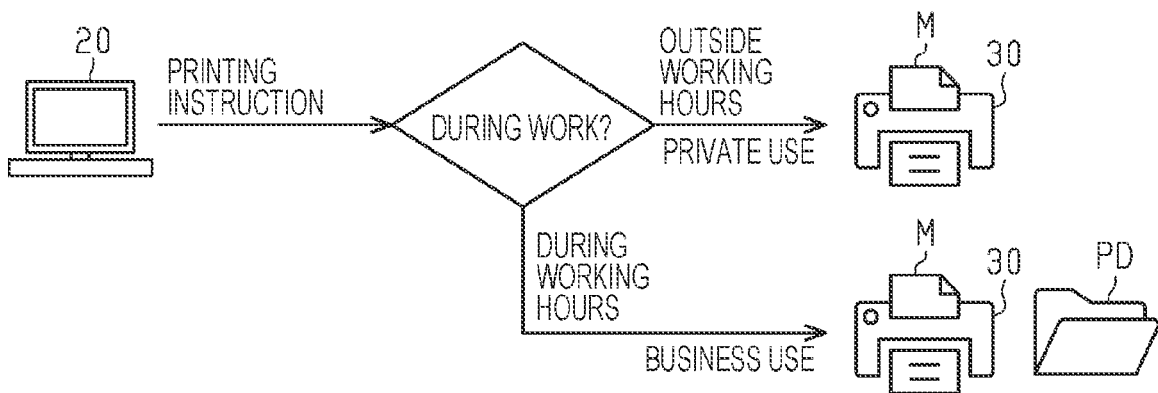 20
PRINTING
INSTRUCTION
DURING WORK?
OUTSIDE
WORKING
HOURS
PRIVATE USE
M
30
DURING
WORKING
HOURS
BUSINESS USE
M
30
PD